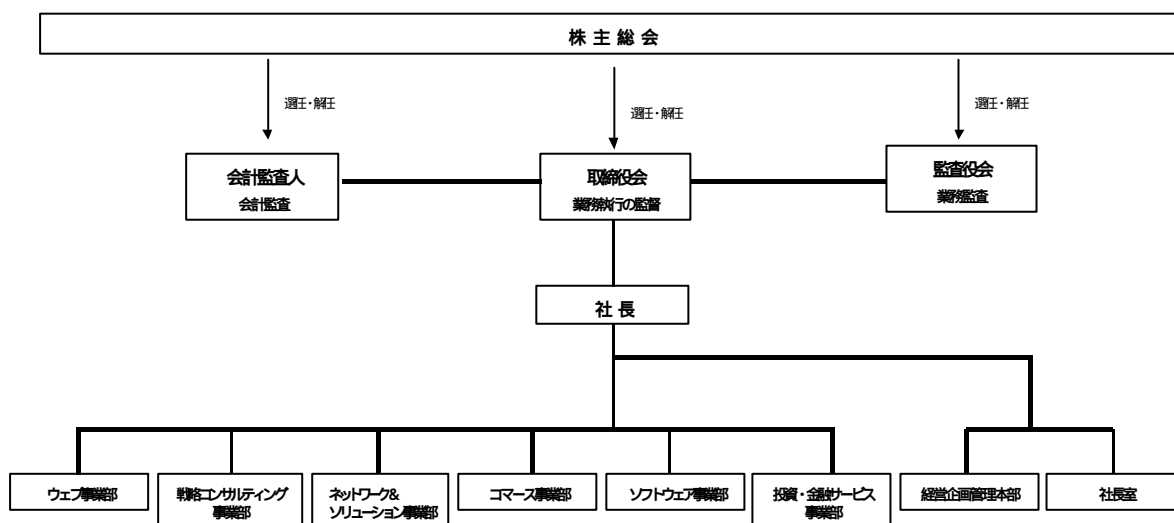 株主総会
選任・解任
選任・解任
選任・解任
会計監査人
会計監査
取締役会
業務執行の監督
監査役会
業務監査
社長
ウェブ事業部
戦略コンサルティング
事業部
ネットワーク&
ソリューション事業部
コマース事業部
ソフトウェア事業部
投資・金融サービス
事業部
経営企画管理本部
社長室